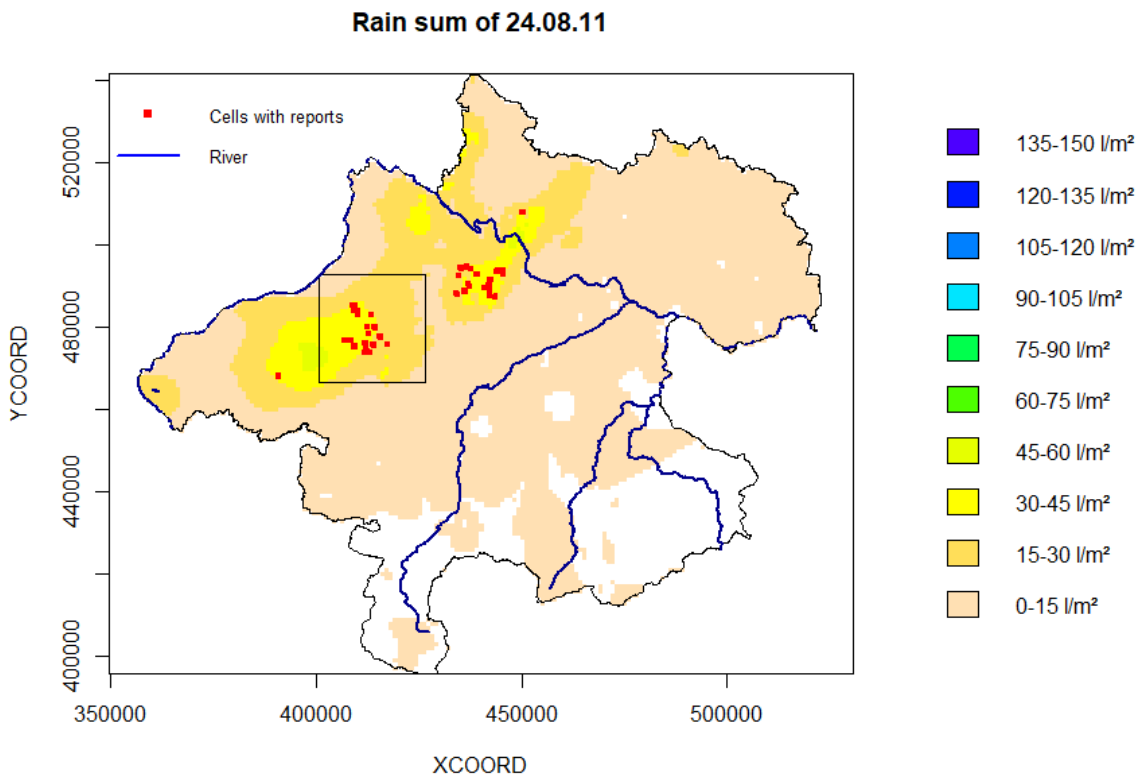 Rain sum of 24.08.11
Cells with reports
River
135-150 l/m²
120-135 l/m²
105-120 l/m²
90-105 l/m²
75-90 l/m²
60-75 l/m²
45-60 l/m²
30-45 l/m²
15-30 l/m²
0-15 l/m²
YCOORD
520000
480000
440000
400000
350000 400000 450000 500000
XCOORD